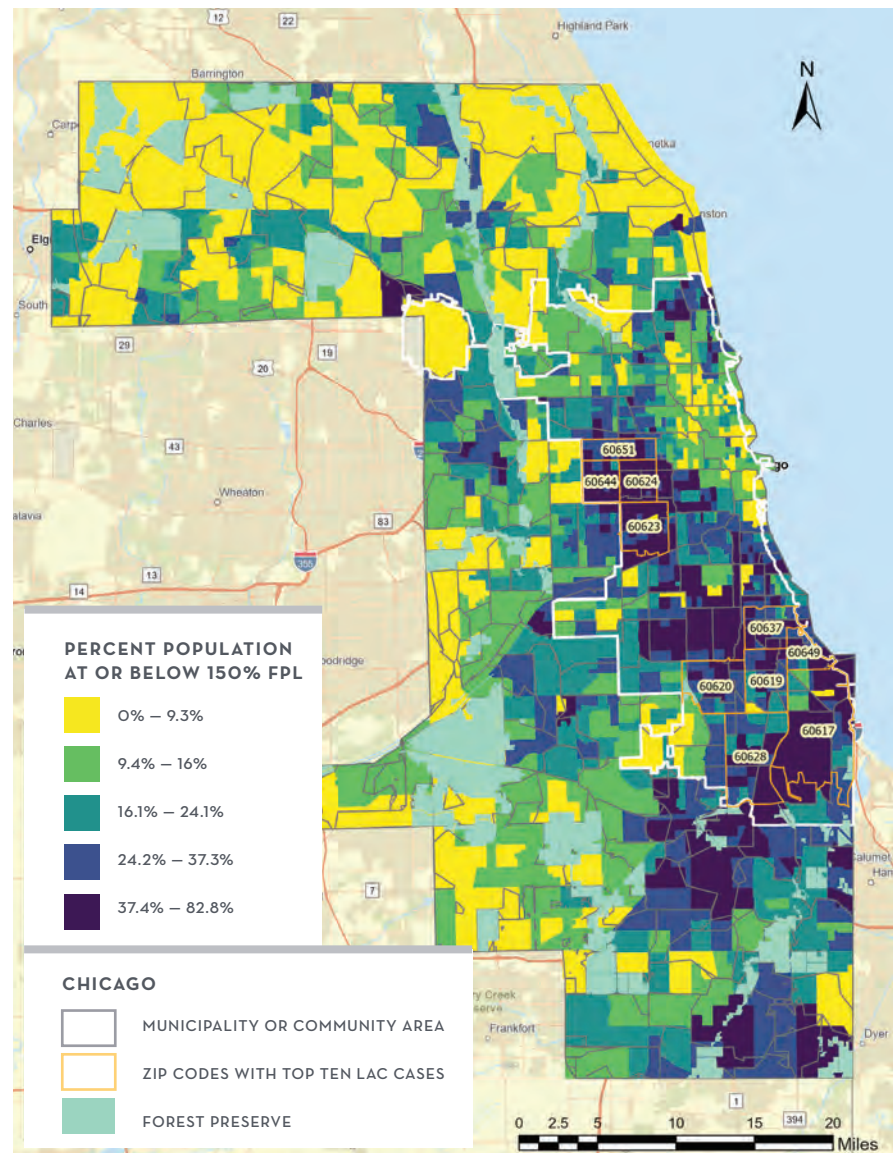 12
22
Highland Park
Barrington
N
Carp
netka
nston
Elg
South
29
19
20
Charles
43
60651
go
60644
60624
Wheaton
60623
atavia
83
355
13
14
60637
60649
PERCENT POPULATION
AT OR BELOW 150% FPL
oodridge
60620
60619
0% – 9.3%
60617
9.4% – 16%
60628
16.1% – 24.1%
24.2% – 37.3%
Calumet
Ham
7
37.4% – 82.8%
CHICAGO
ry Creek
serve
MUNICIPALITY OR COMMUNITY AREA
Frankfort
Dyer
ZIP CODES WITH TOP TEN LAC CASES
1
394
FOREST PRESERVE
0 2.5 5 10 15 20
Miles